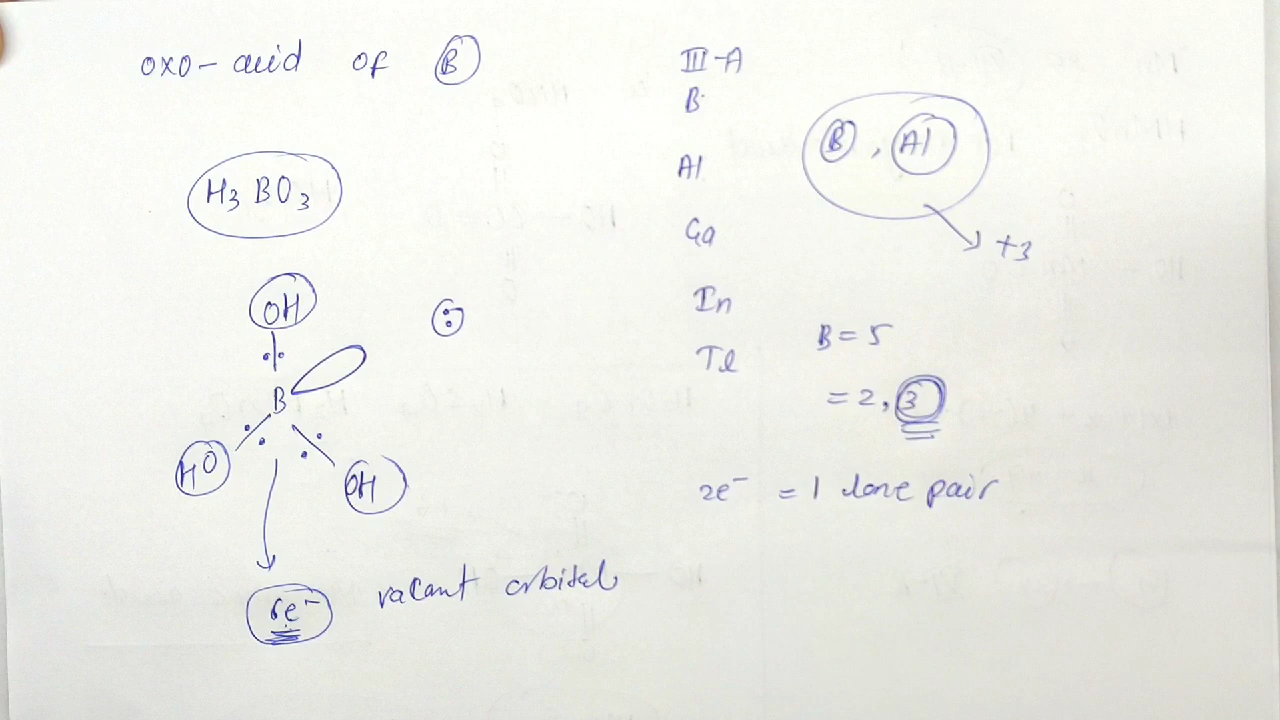 oxo-acid of B
H₃BO₃
OH
B
HO
OH
6e⁻ vacant orbital
III-A
B
Al
Ga
In
Tl
B, Al
+3
B = 5
= 2, 3
2e⁻ = 1 lone pair